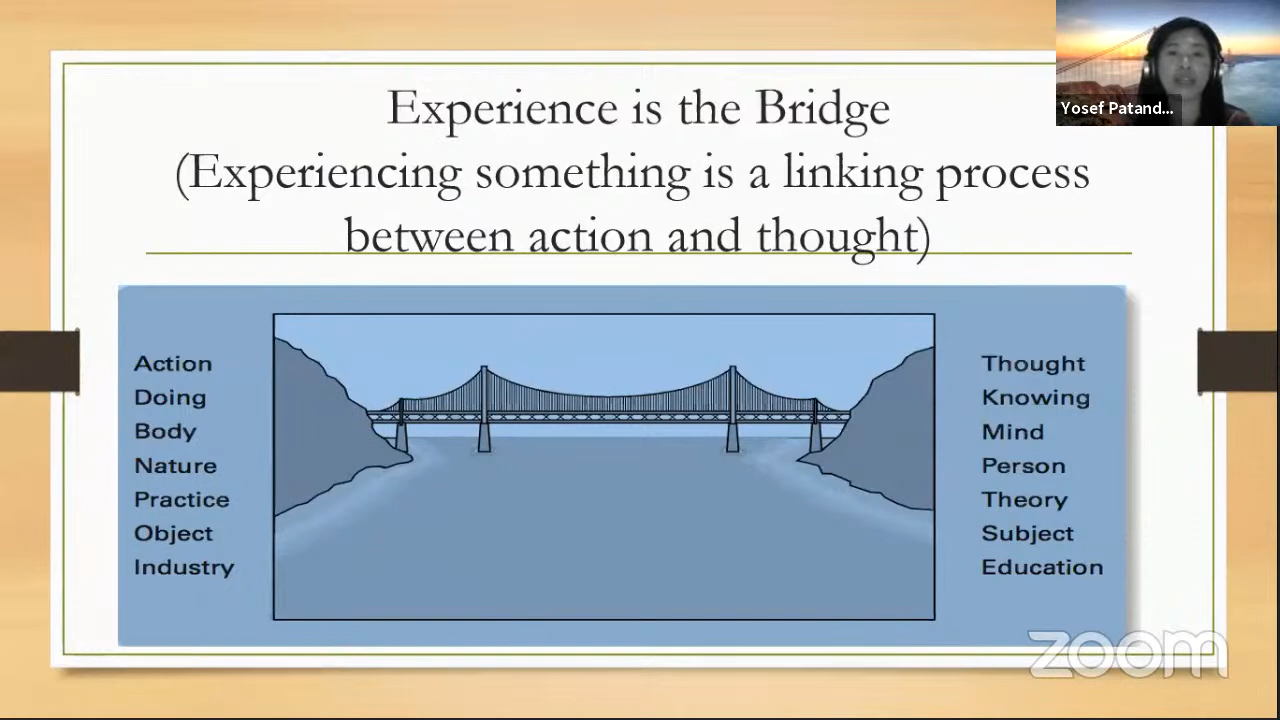 Experience is the Bridge
(Experiencing something is a linking process
between action and thought)
Yosef Patand...
Action
Doing
Body
Nature
Practice
Object
Industry
Thought
Knowing
Mind
Person
Theory
Subject
Education
zoom